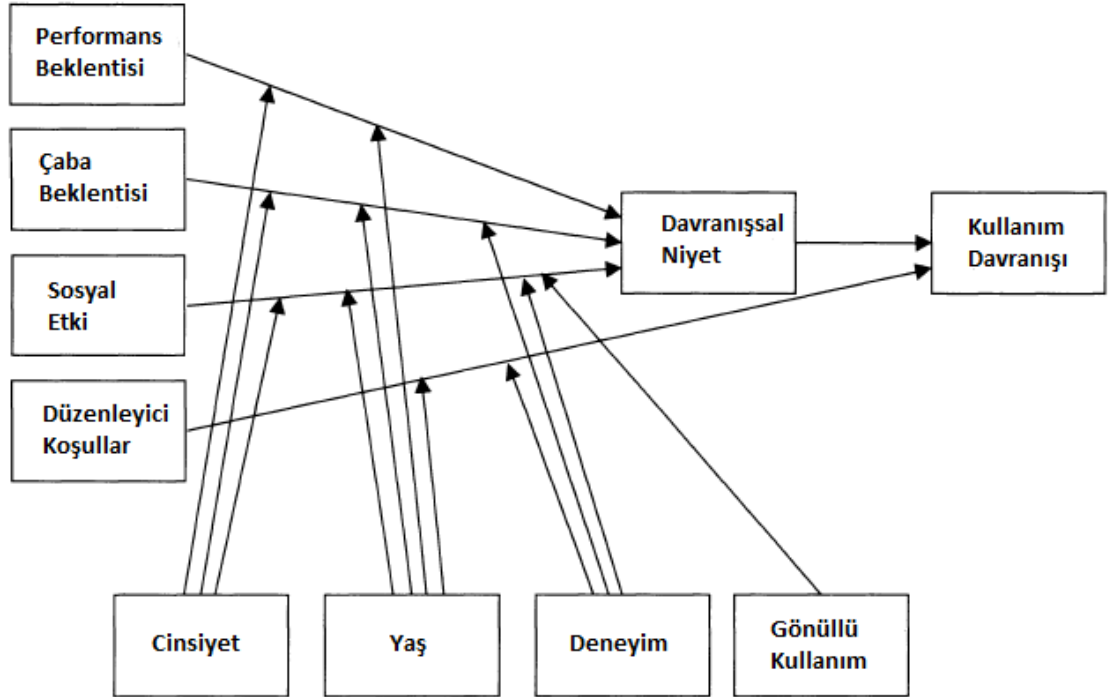 Performans
Beklentisi
Çaba
Beklentisi
Sosyal
Etki
Düzenleyici
Koşullar
Davranışsal
Niyet
Kullanım
Davranışı
Cinsiyet
Yaş
Deneyim
Gönüllü
Kullanım